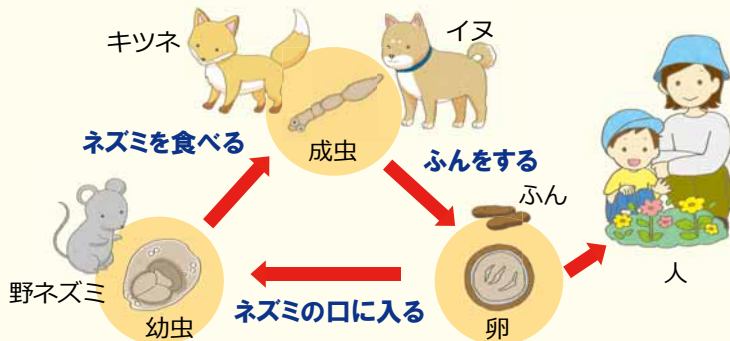 キツネ
イヌ
ネズミを食べる
成虫
ふんをする
ふん
野ネズミ
幼虫
ネズミの口に入る
卵
人